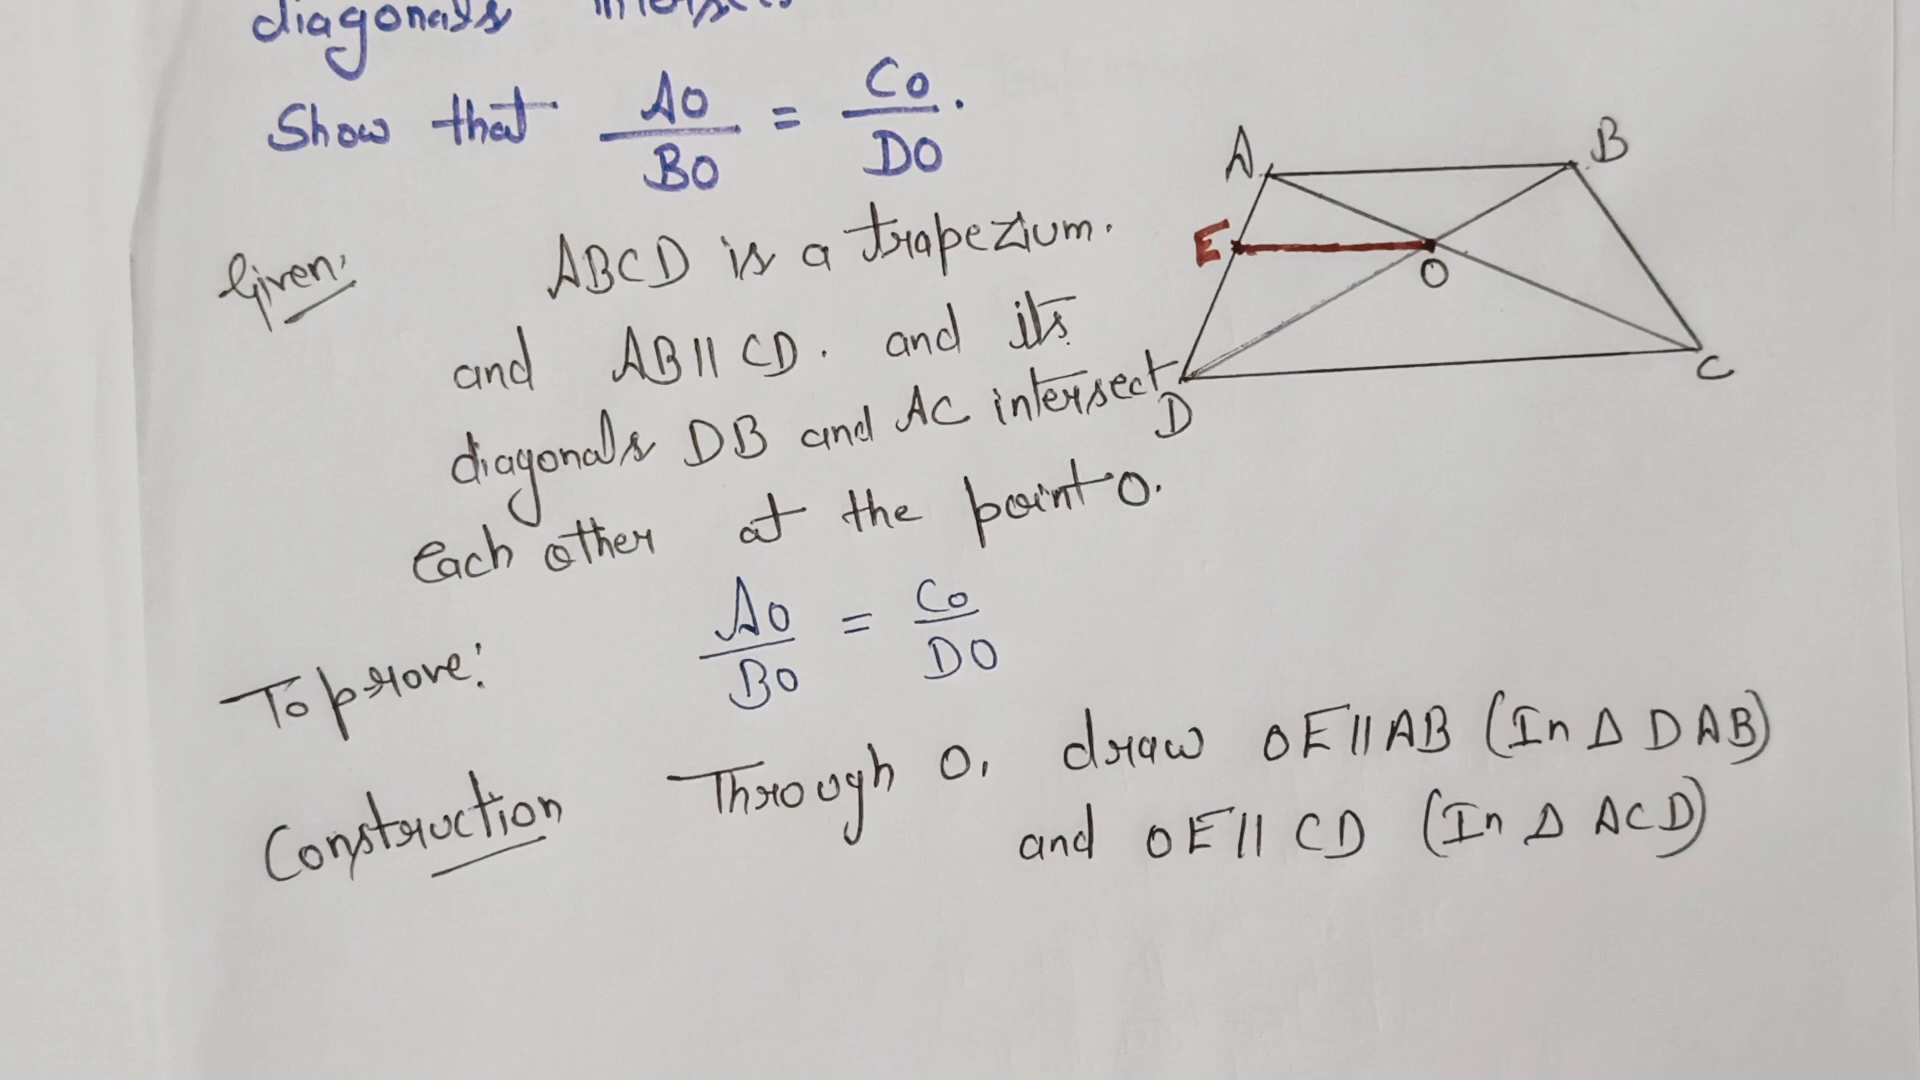 diagonals
Show that AO/BO = CO/DO.
Given: ABCD is a trapezium.
and AB || CD. and its
diagonals DB and AC intersect
each other at the point O.
To prove: AO/BO = CO/DO
Construction Through O, draw OE || AB (In Δ DAB)
and OE || CD (In Δ ACD)
A
B
E
O
D
C